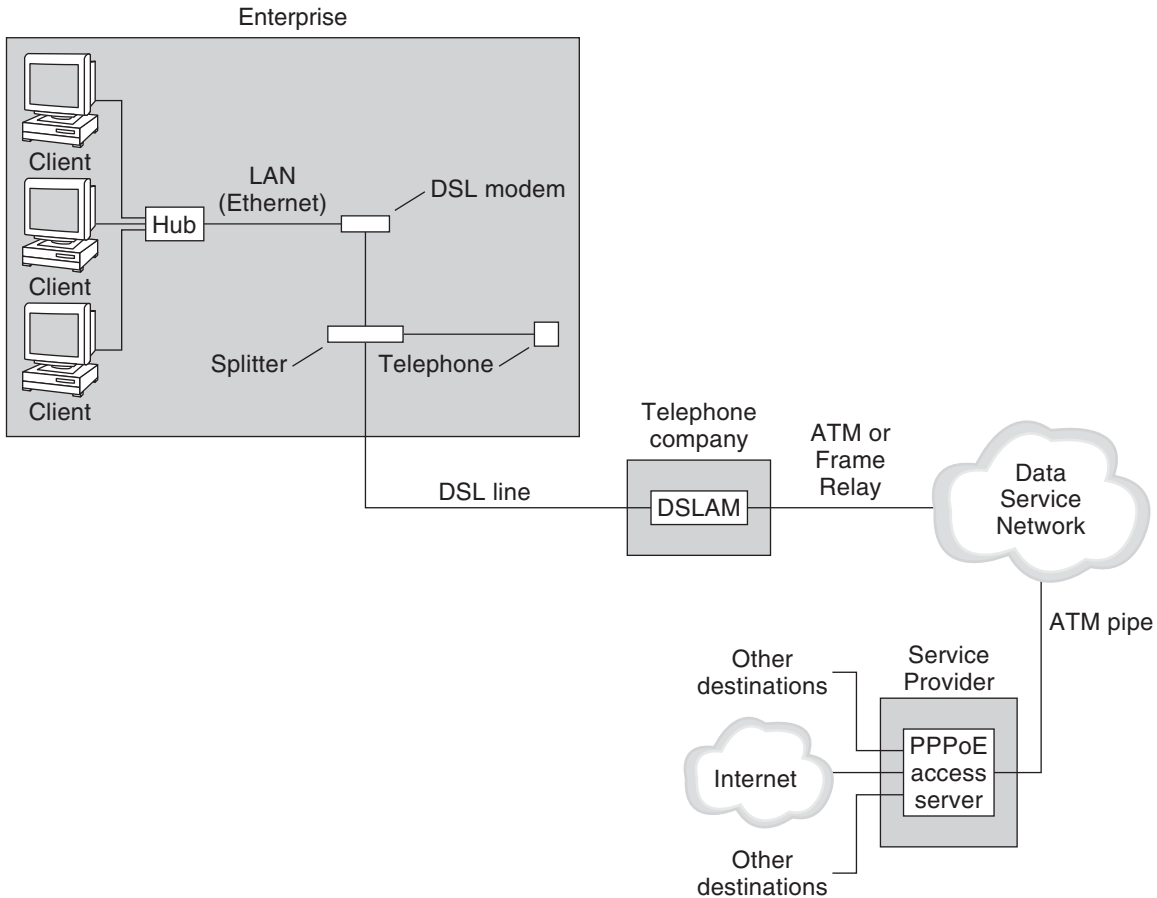 Enterprise
Client
Client
Client
Hub
LAN
(Ethernet)
DSL modem
Splitter
Telephone
DSL line
Telephone
company
DSLAM
ATM or
Frame
Relay
Data
Service
Network
ATM pipe
Service
Provider
PPPoE
access
server
Other
destinations
Internet
Other
destinations